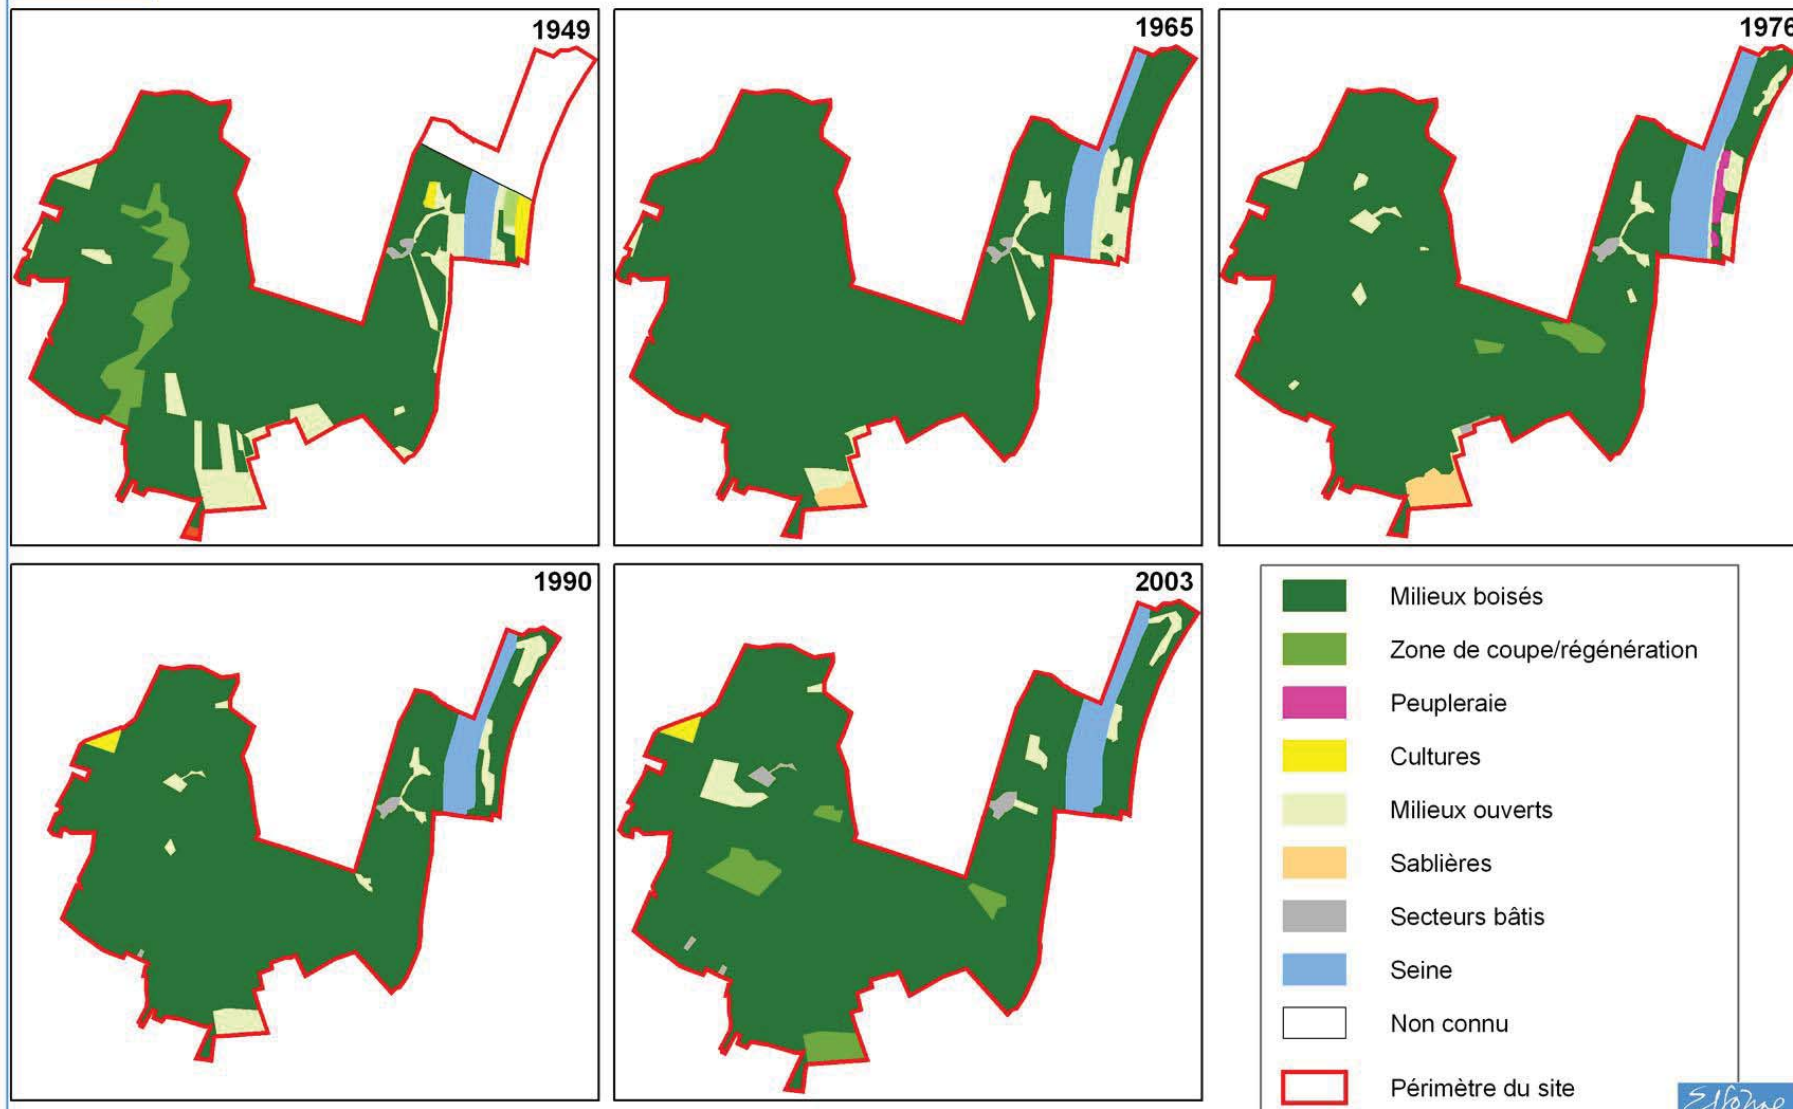 1949
1965
1976
1990
2003
Milieux boisés
Zone de coupe/régénération
Peupleraie
Cultures
Milieux ouverts
Sablières
Secteurs bâtis
Seine
Non connu
Périmètre du site
Essonne